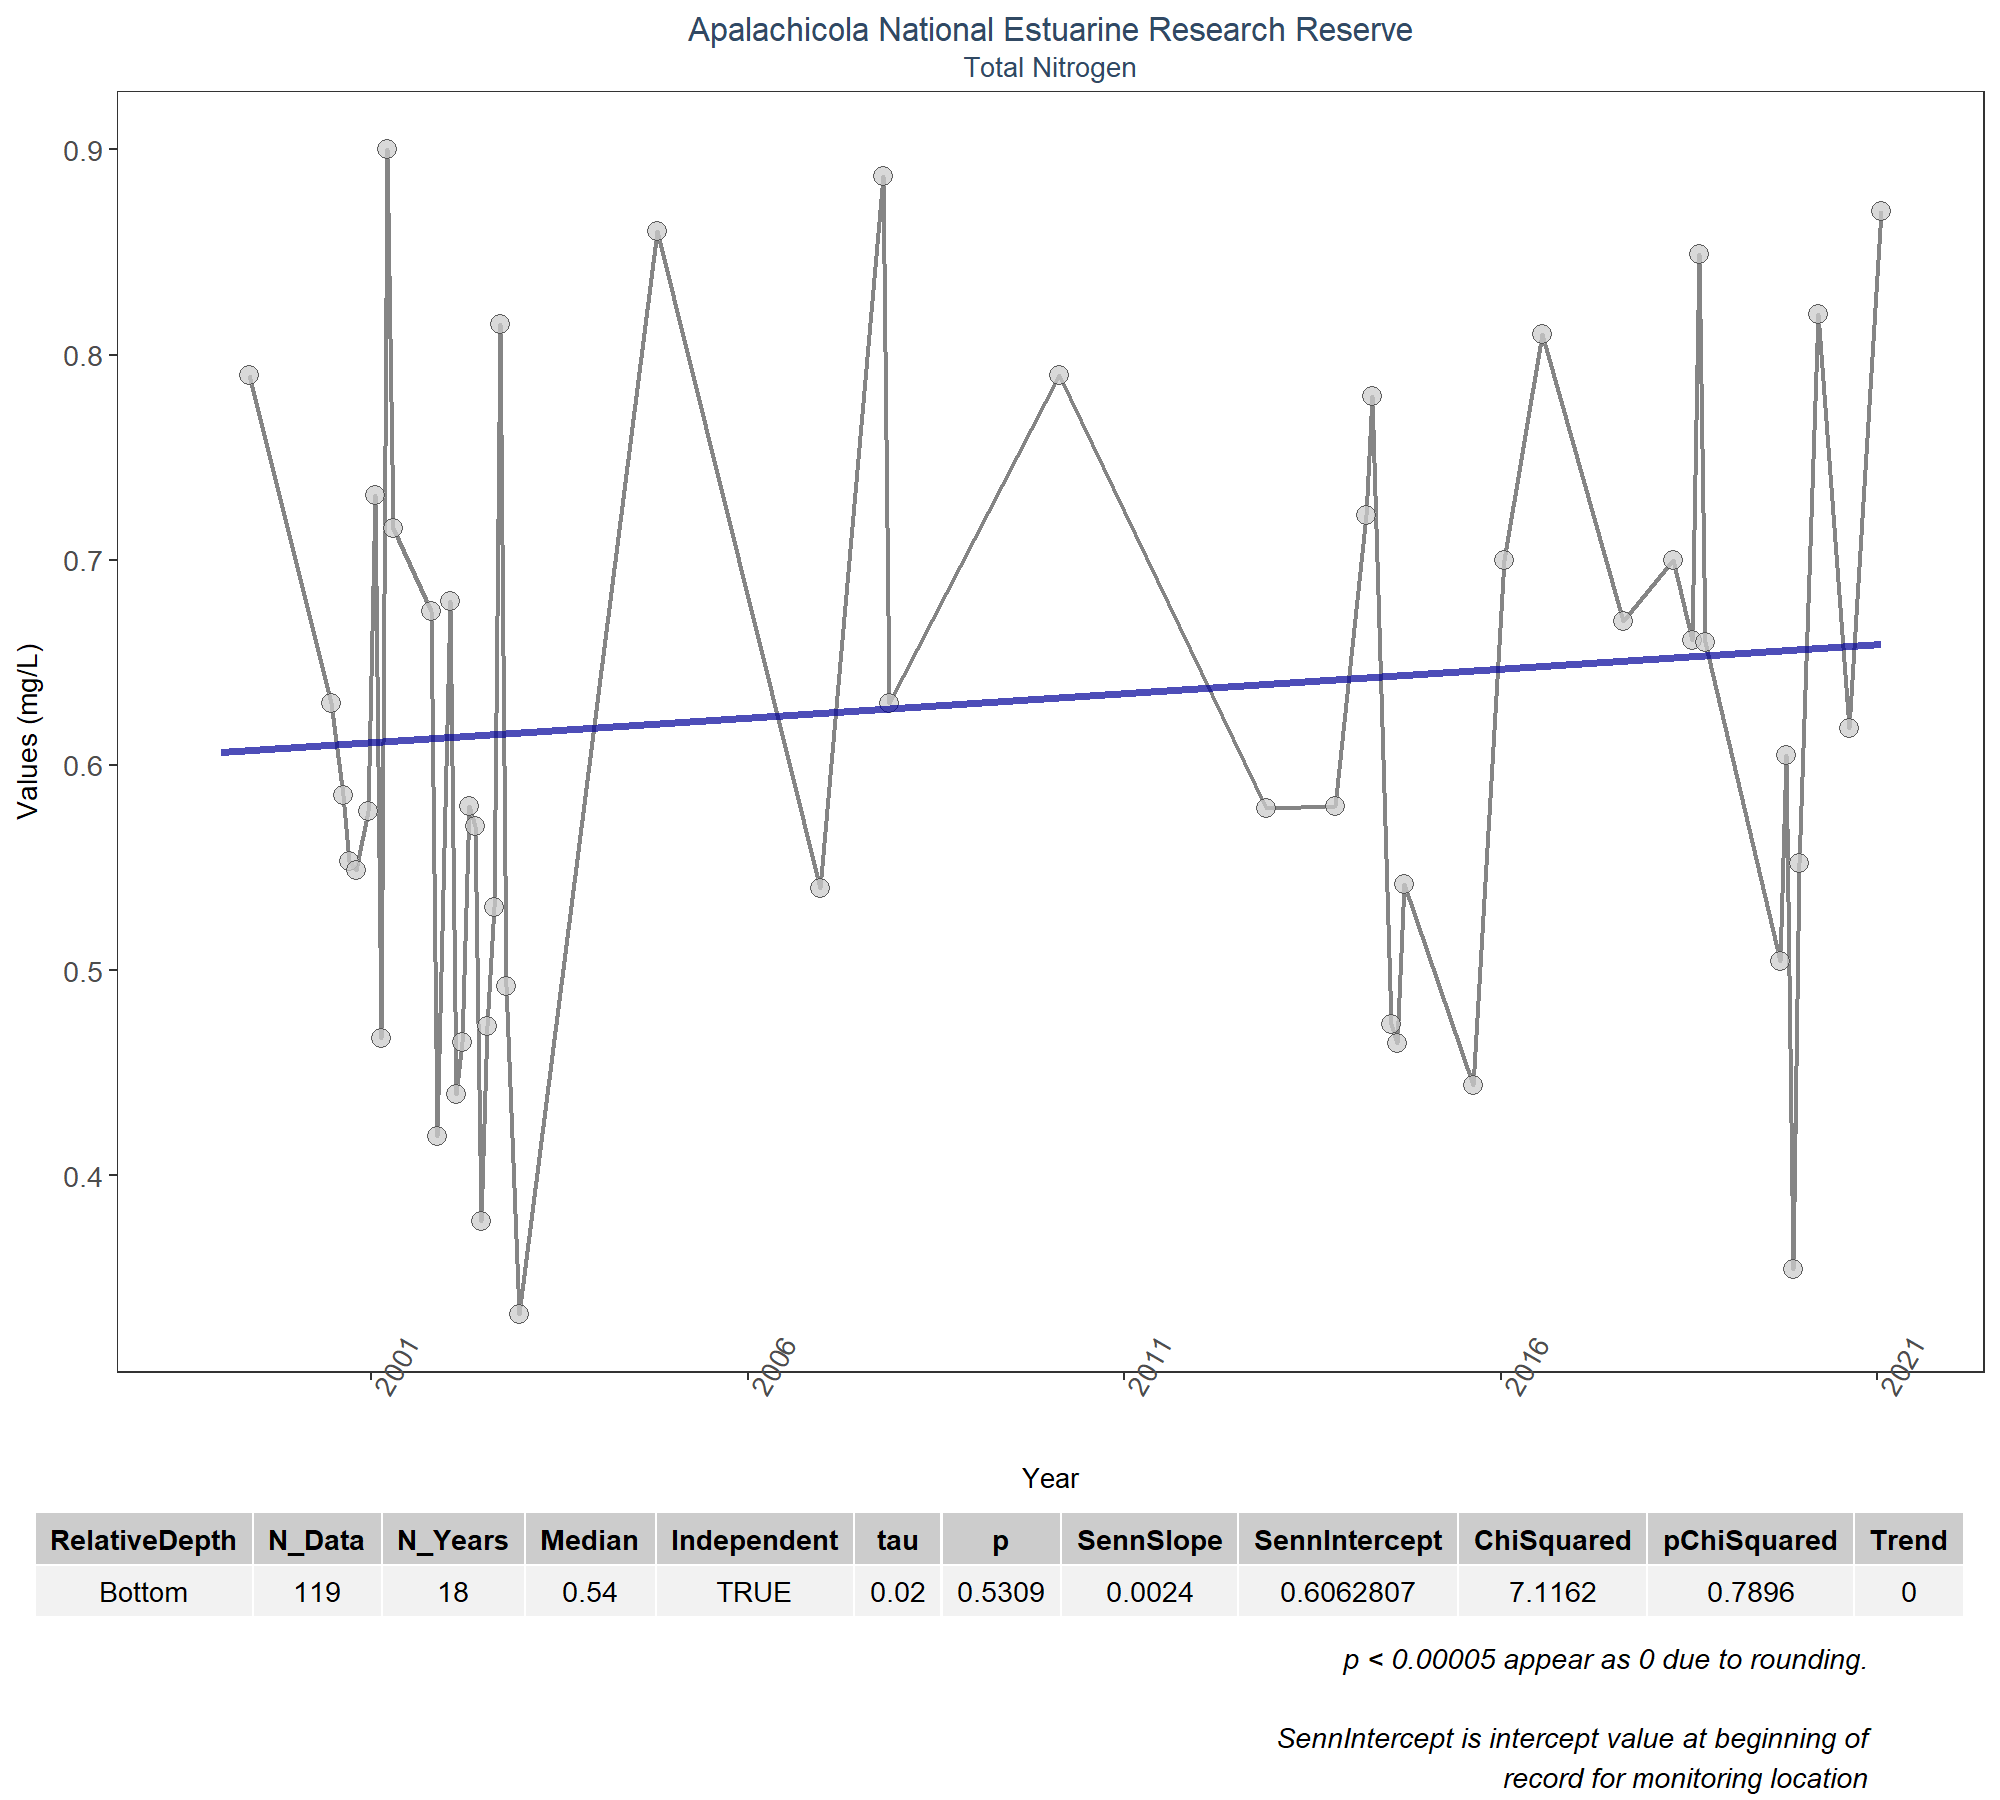 Apalachicola National Estuarine Research Reserve
Total Nitrogen
Values (mg/L)
0.9
0.8
0.7
0.6
0.5
0.4
2001 2006 2011 2016 2021
Year
RelativeDepth N_Data N_Years Median Independent tau p SennSlope SennIntercept ChiSquared pChiSquared Trend
Bottom 119 18 0.54 TRUE 0.02 0.5309 0.0024 0.6062807 7.1162 0.7896 0
p < 0.00005 appear as 0 due to rounding.
SennIntercept is intercept value at beginning of
record for monitoring location